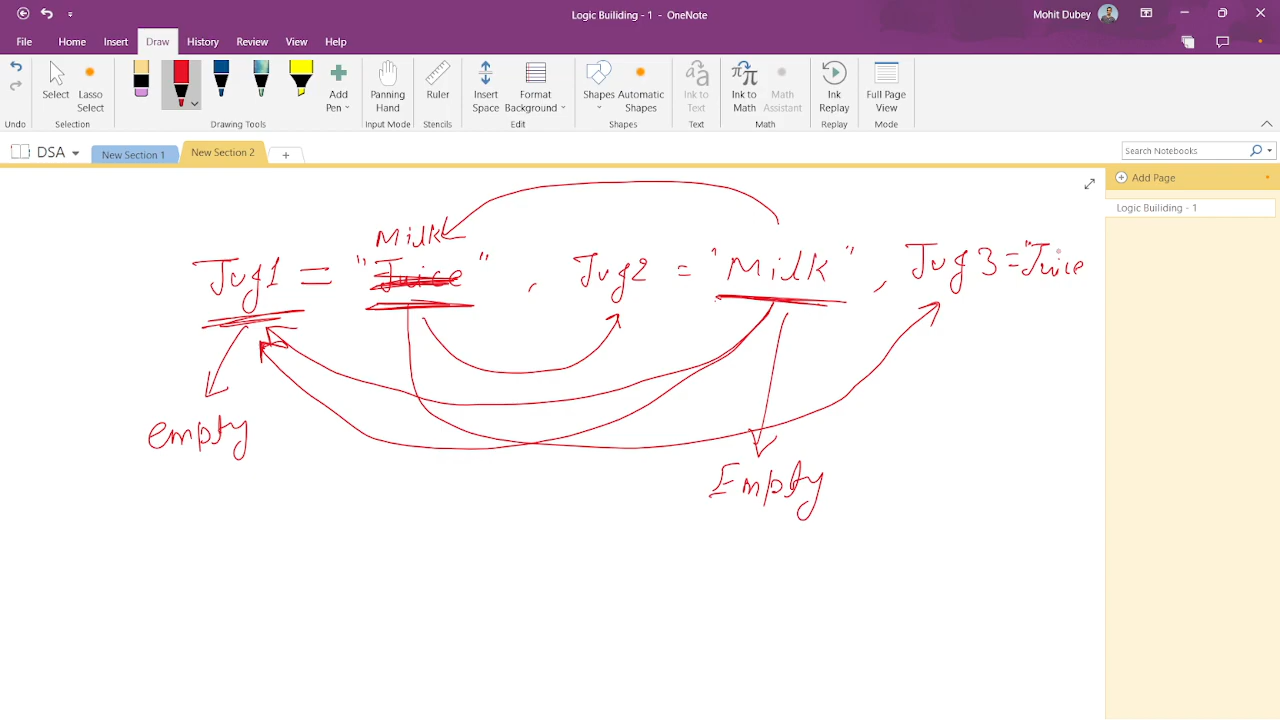 Logic Builiding - 1 - OneNote
Mohit Dubey
File Home Insert Draw History Review View Help
Select Lasso Select Add Pen Panning Hand Ruler Insert Space Format Background Shapes Automatic Shapes Ink to Text Ink to Math Math Assistant Ink Replay Full Page View
Undo Selection Drawing Tools Input Mode Stencils Edit Shapes Text Math Replay Mode
DSA New Section 1 New Section 2 + Search Notebooks
Add Page
Logic Builiding - 1
Milk
Jug1 = "Juice" , Jug2 = "Milk" , Jug3="Juice
empty
Empty